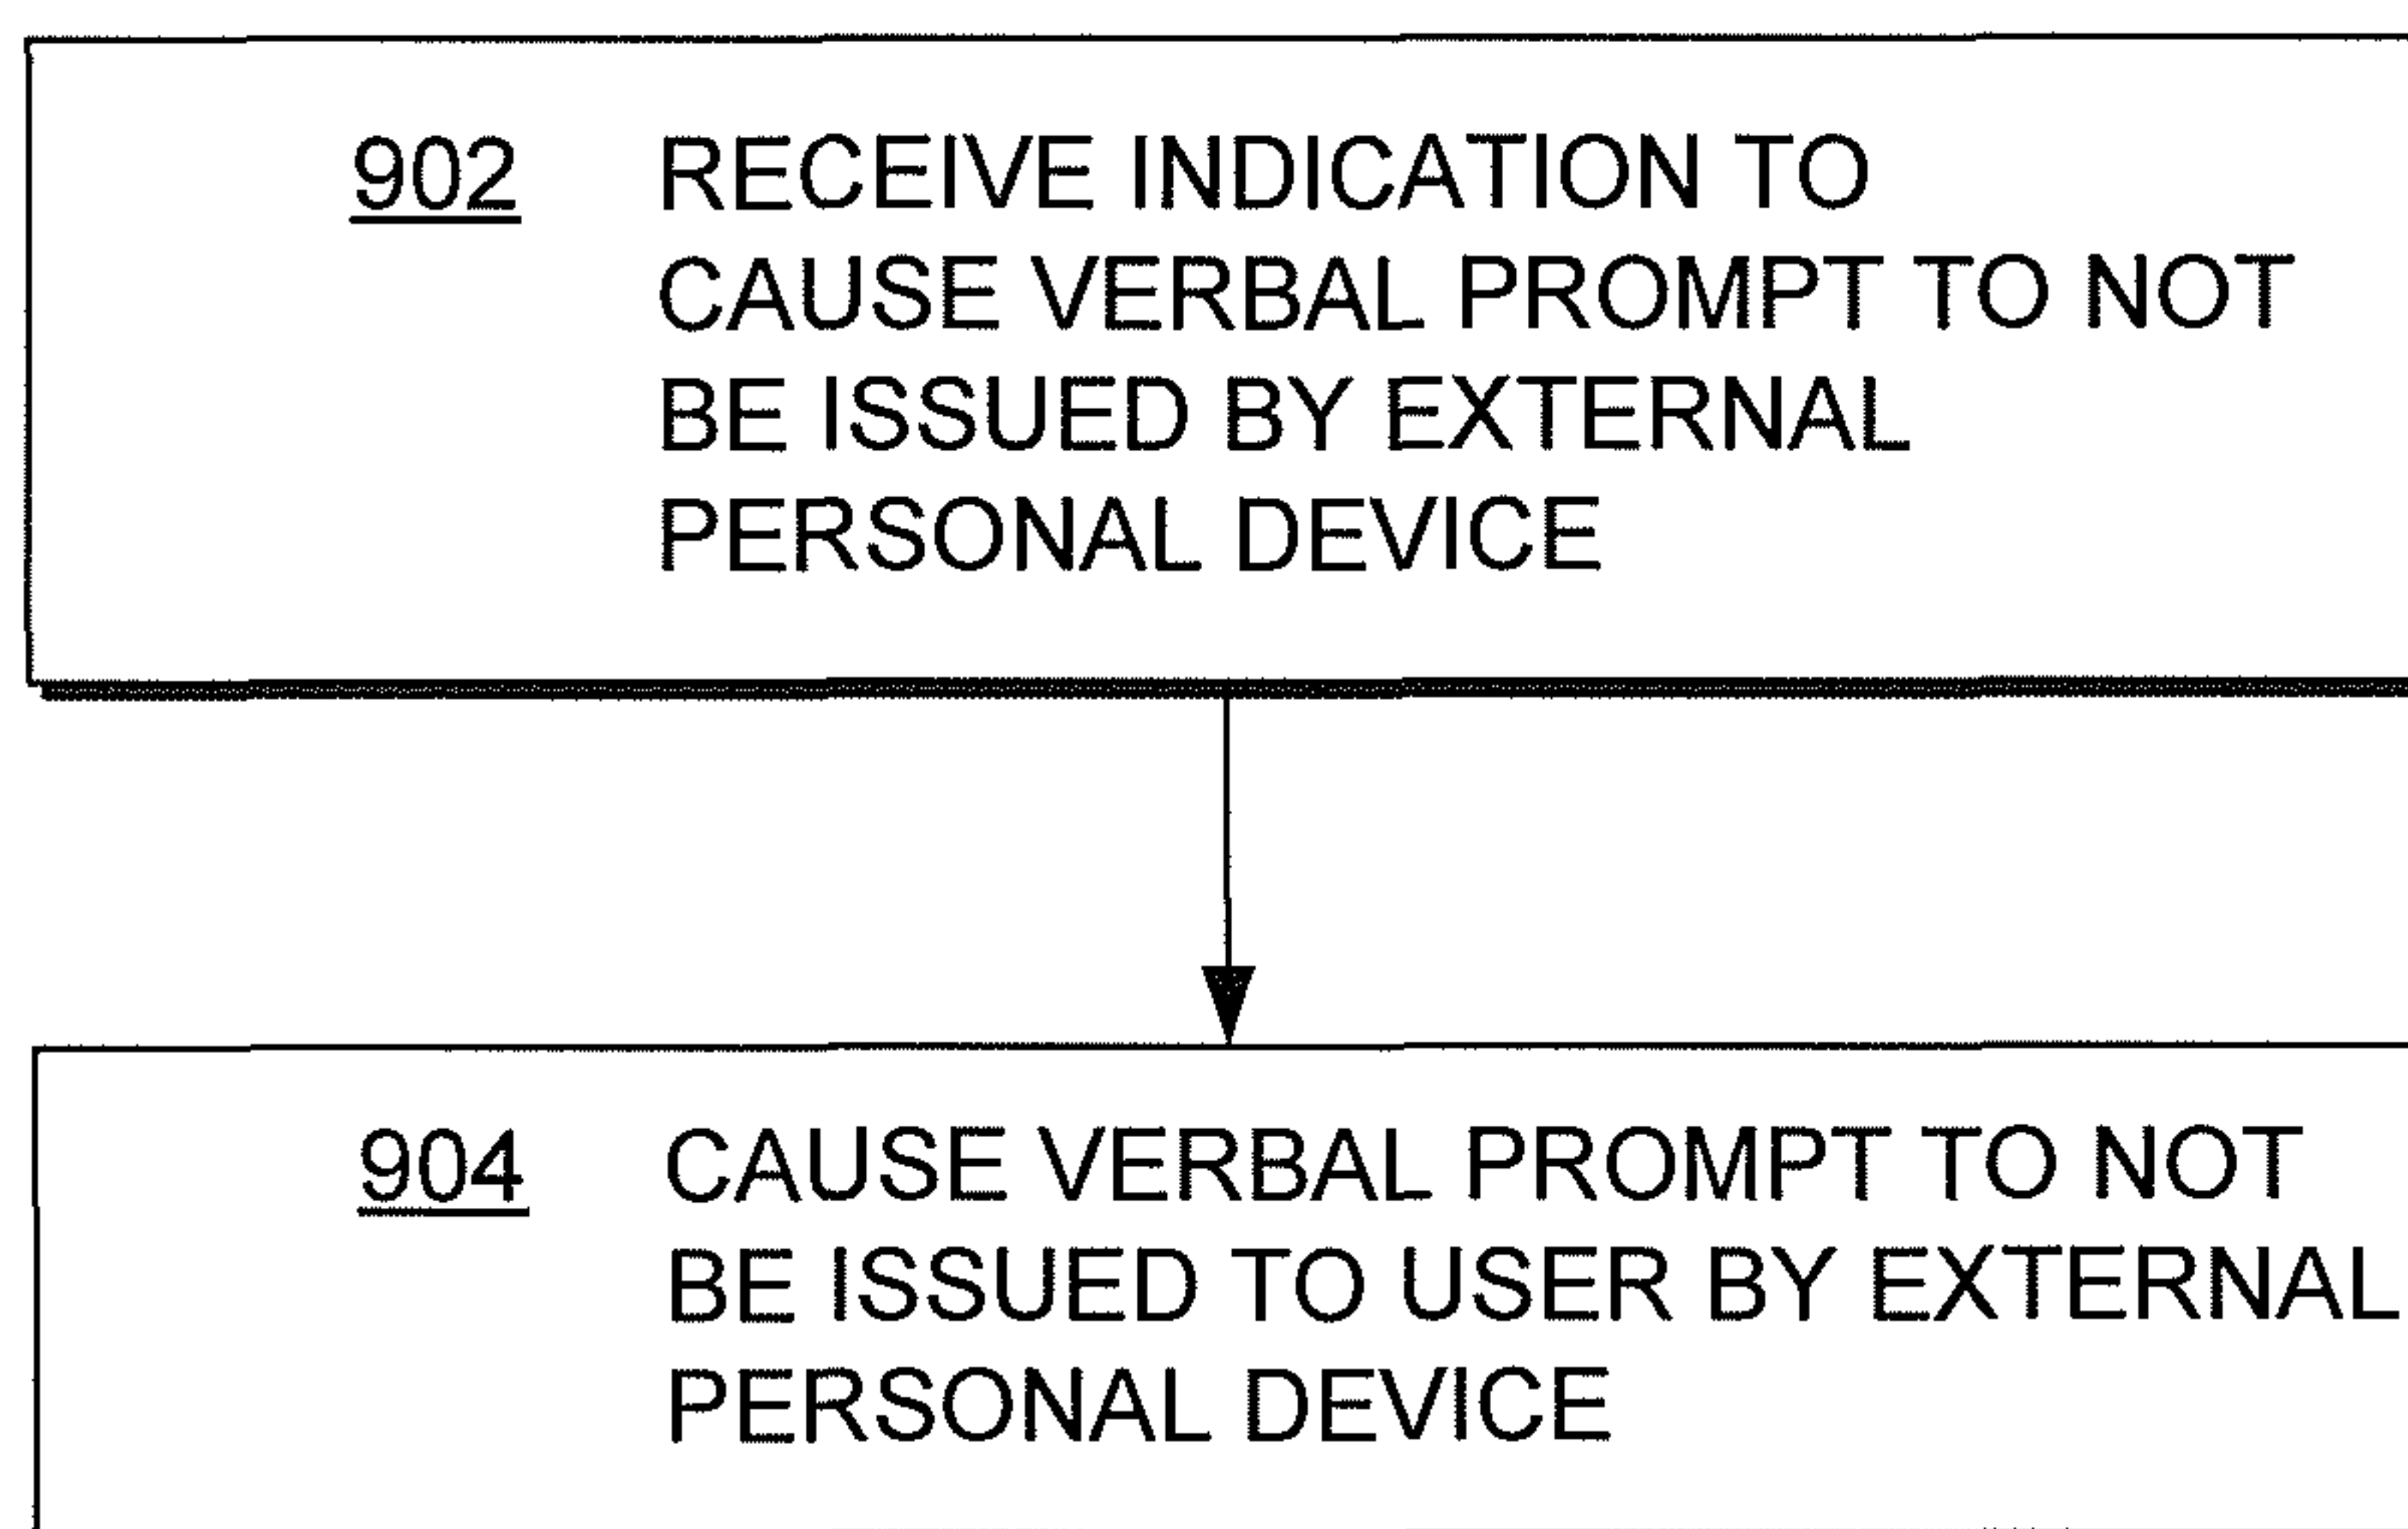 902 RECEIVE INDICATION TO
CAUSE VERBAL PROMPT TO NOT
BE ISSUED BY EXTERNAL
PERSONAL DEVICE
904 CAUSE VERBAL PROMPT TO NOT
BE ISSUED TO USER BY EXTERNAL
PERSONAL DEVICE